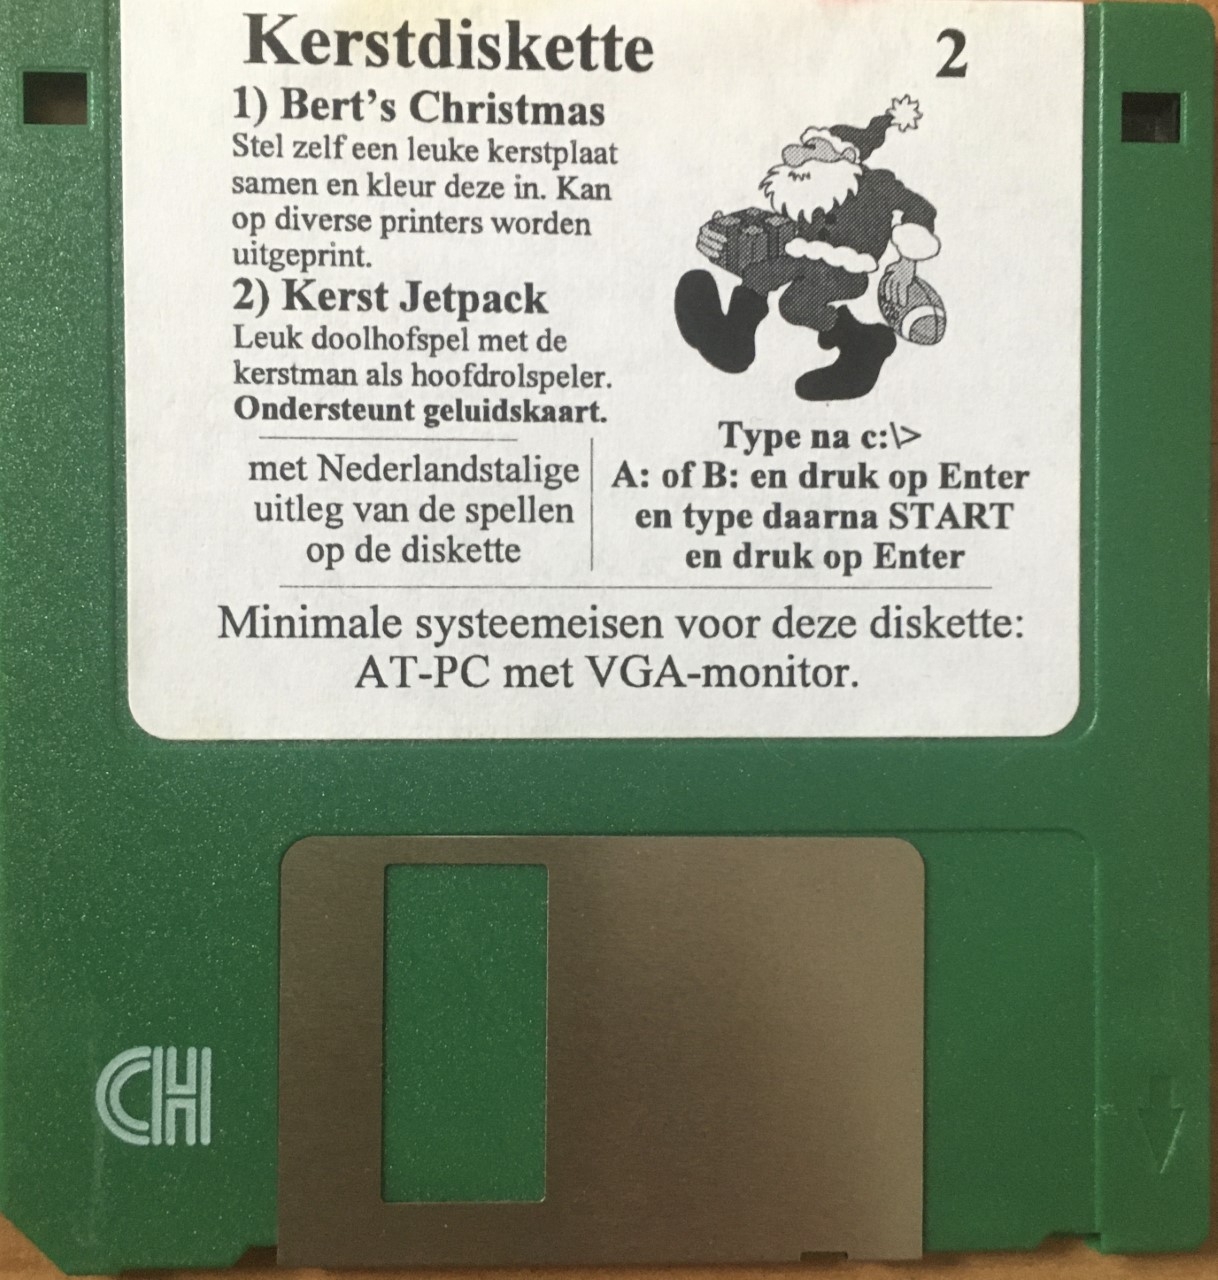 Kerstdiskette 2
1) Bert's Christmas
Stel zelf een leuke kerstplaat
samen en kleur deze in. Kan
op diverse printers worden
uitgeprint.
2) Kerst Jetpack
Leuk doolhofspel met de
kerstman als hoofdrolspeler.
Ondersteunt geluidskaart.
met Nederlandstalige
uitleg van de spellen
op de diskette
Type na c:\>
A: of B: en druk op Enter
en type daarna START
en druk op Enter
Minimale systeemeisen voor deze diskette:
AT-PC met VGA-monitor.
CH